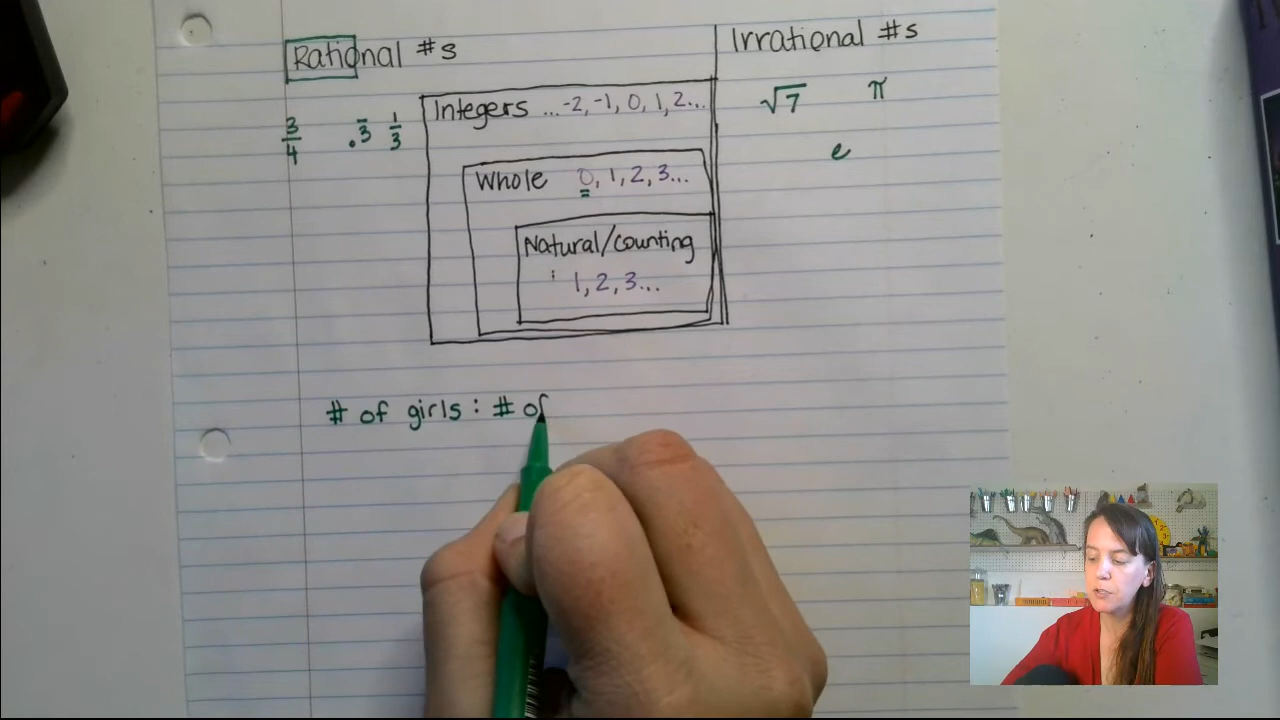 Rational #s
Irrational #s
Integers ...-2, -1, 0, 1, 2...
√7 π
3/4 .3̅ 1/3
e
Whole 0, 1, 2, 3...
Natural/counting
1, 2, 3...
# of girls : # of